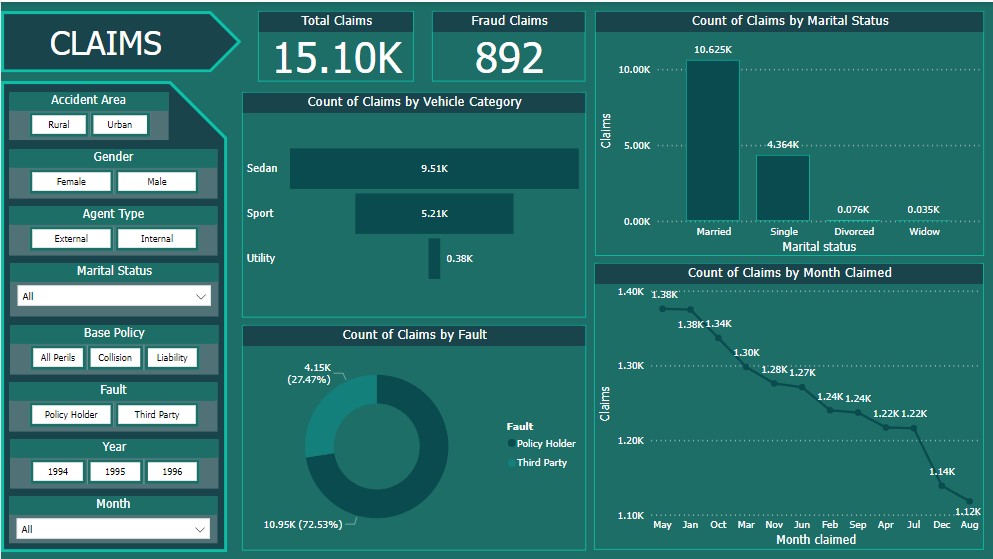 CLAIMS
Accident Area
Rural Urban
Gender
Female Male
Agent Type
External Internal
Marital Status
All
Base Policy
All Perils Collision Liability
Fault
Policy Holder Third Party
Year
1994 1995 1996
Month
All
Total Claims
15.10K
Fraud Claims
892
Count of Claims by Vehicle Category
Sedan 9.51K
Sport 5.21K
Utility 0.38K
Count of Claims by Fault
4.15K
(27.47%)
10.95K (72.53%)
Fault
Policy Holder
Third Party
Count of Claims by Marital Status
Claims
10.00K
5.00K
0.00K
10.625K
4.364K
0.076K
0.035K
Married Single Divorced Widow
Marital status
Count of Claims by Month Claimed
Claims
1.40K
1.30K
1.20K
1.10K
1.38K
1.38K
1.34K
1.30K
1.28K
1.27K
1.24K
1.24K
1.22K
1.22K
1.14K
1.12K
May Jan Oct Mar Nov Jun Feb Sep Apr Jul Dec Aug
Month claimed